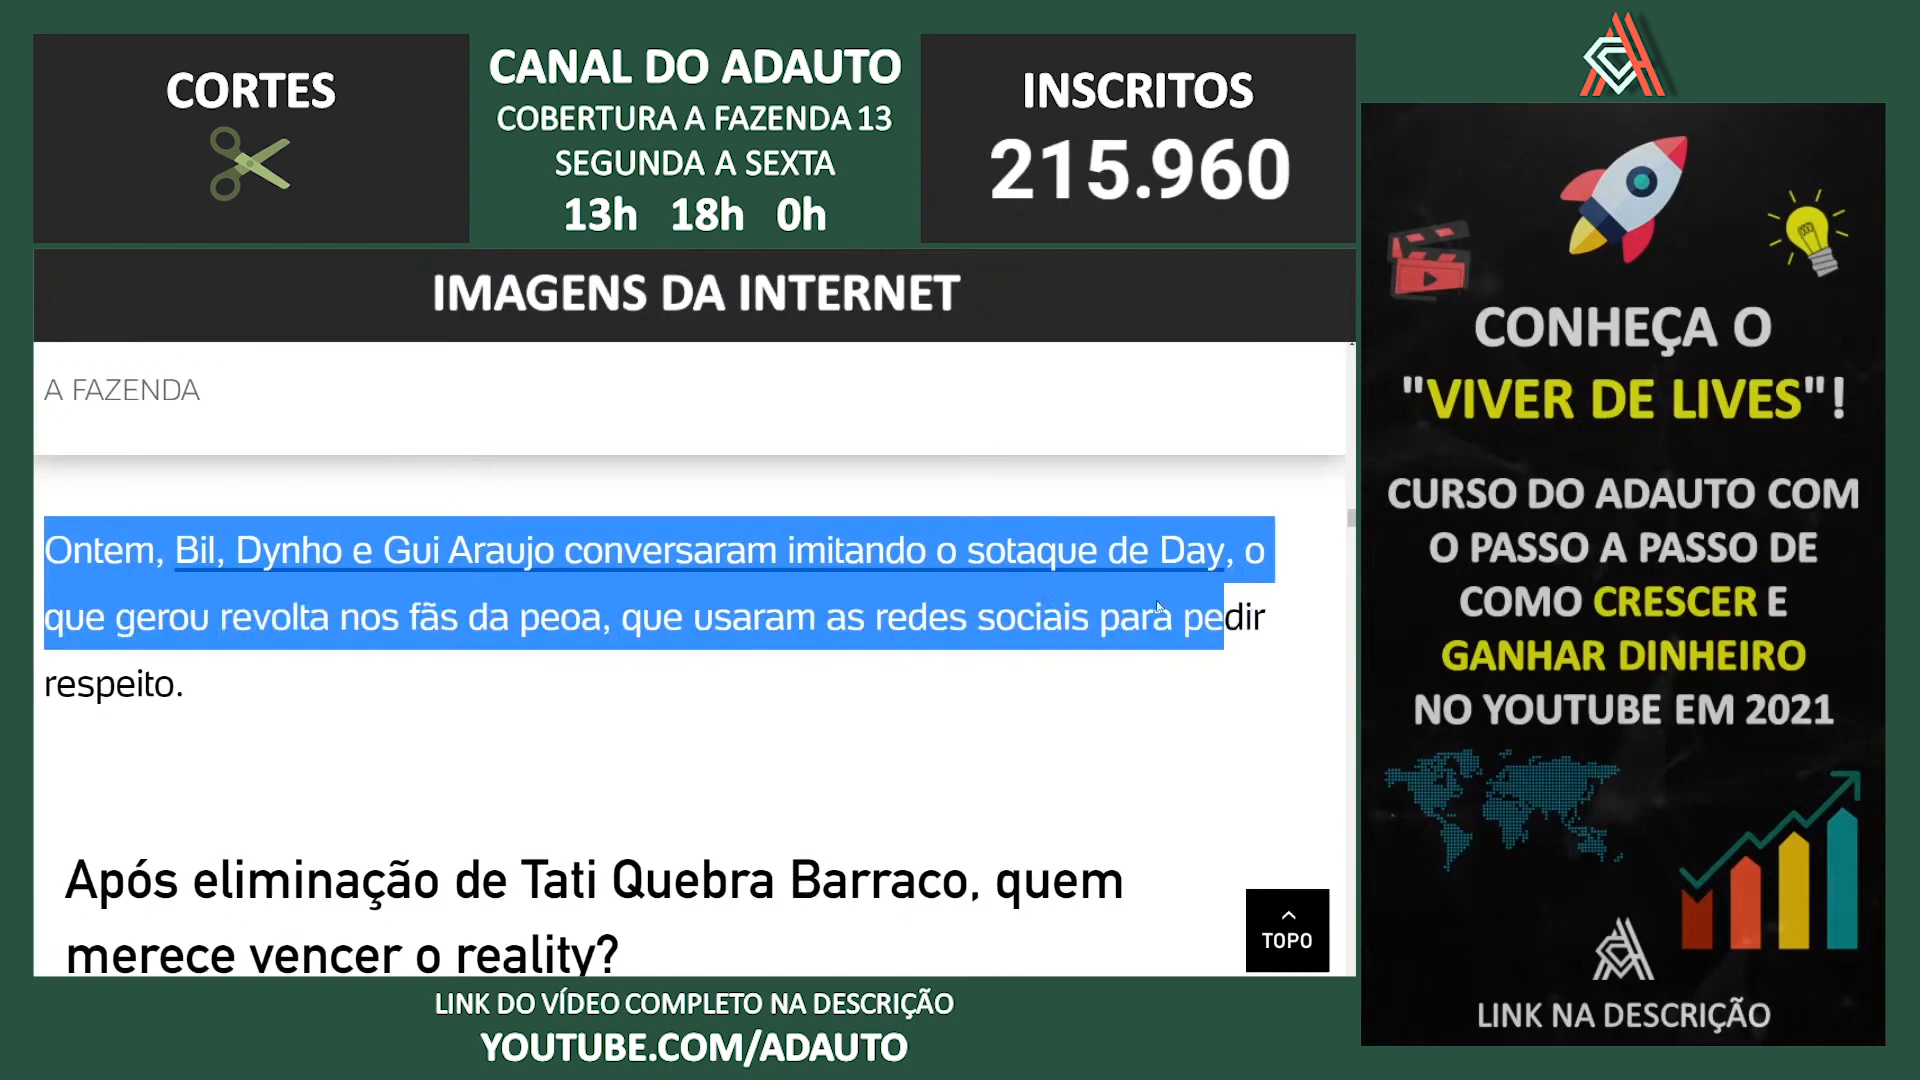 CORTES
CANAL DO ADAUTO
COBERTURA A FAZENDA 13
SEGUNDA A SEXTA
13h 18h 0h
INSCRITOS
215.960
IMAGENS DA INTERNET
A FAZENDA
Ontem, Bil, Dynho e Gui Araujo conversaram imitando o sotaque de Day, o
que gerou revolta nos fãs da peoa, que usaram as redes sociais para pedir
respeito.
Após eliminação de Tati Quebra Barraco, quem
merece vencer o reality?
TOPO
LINK DO VÍDEO COMPLETO NA DESCRIÇÃO
YOUTUBE.COM/ADAUTO
CONHEÇA O
"VIVER DE LIVES"!
CURSO DO ADAUTO COM
O PASSO A PASSO DE
COMO CRESCER E
GANHAR DINHEIRO
NO YOUTUBE EM 2021
LINK NA DESCRIÇÃO